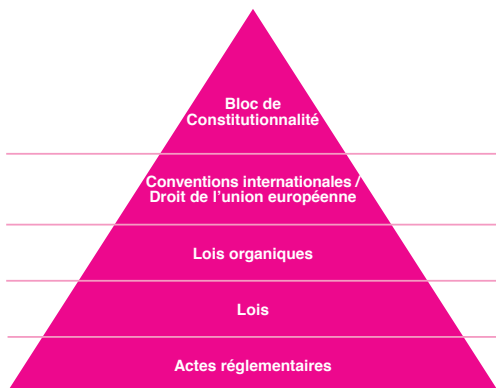 Bloc de
Constitutionnalité
Conventions internationales /
Droit de l'union européenne
Lois organiques
Lois
Actes réglementaires